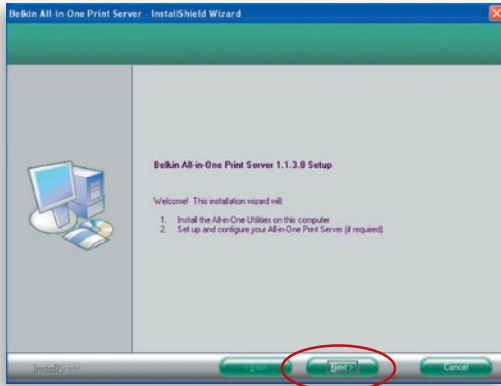 Belkin All-in-One Print Server - InstallShield Wizard
Belkin All-in-One Print Server 1.1.3.8 Setup
Welcome! This installation wizard will:
1. Install the All-in-One Utilities on this computer
2. Set up and configure your All-in-One Print Server (if required)
InstallShield
< Back
Next >
Cancel